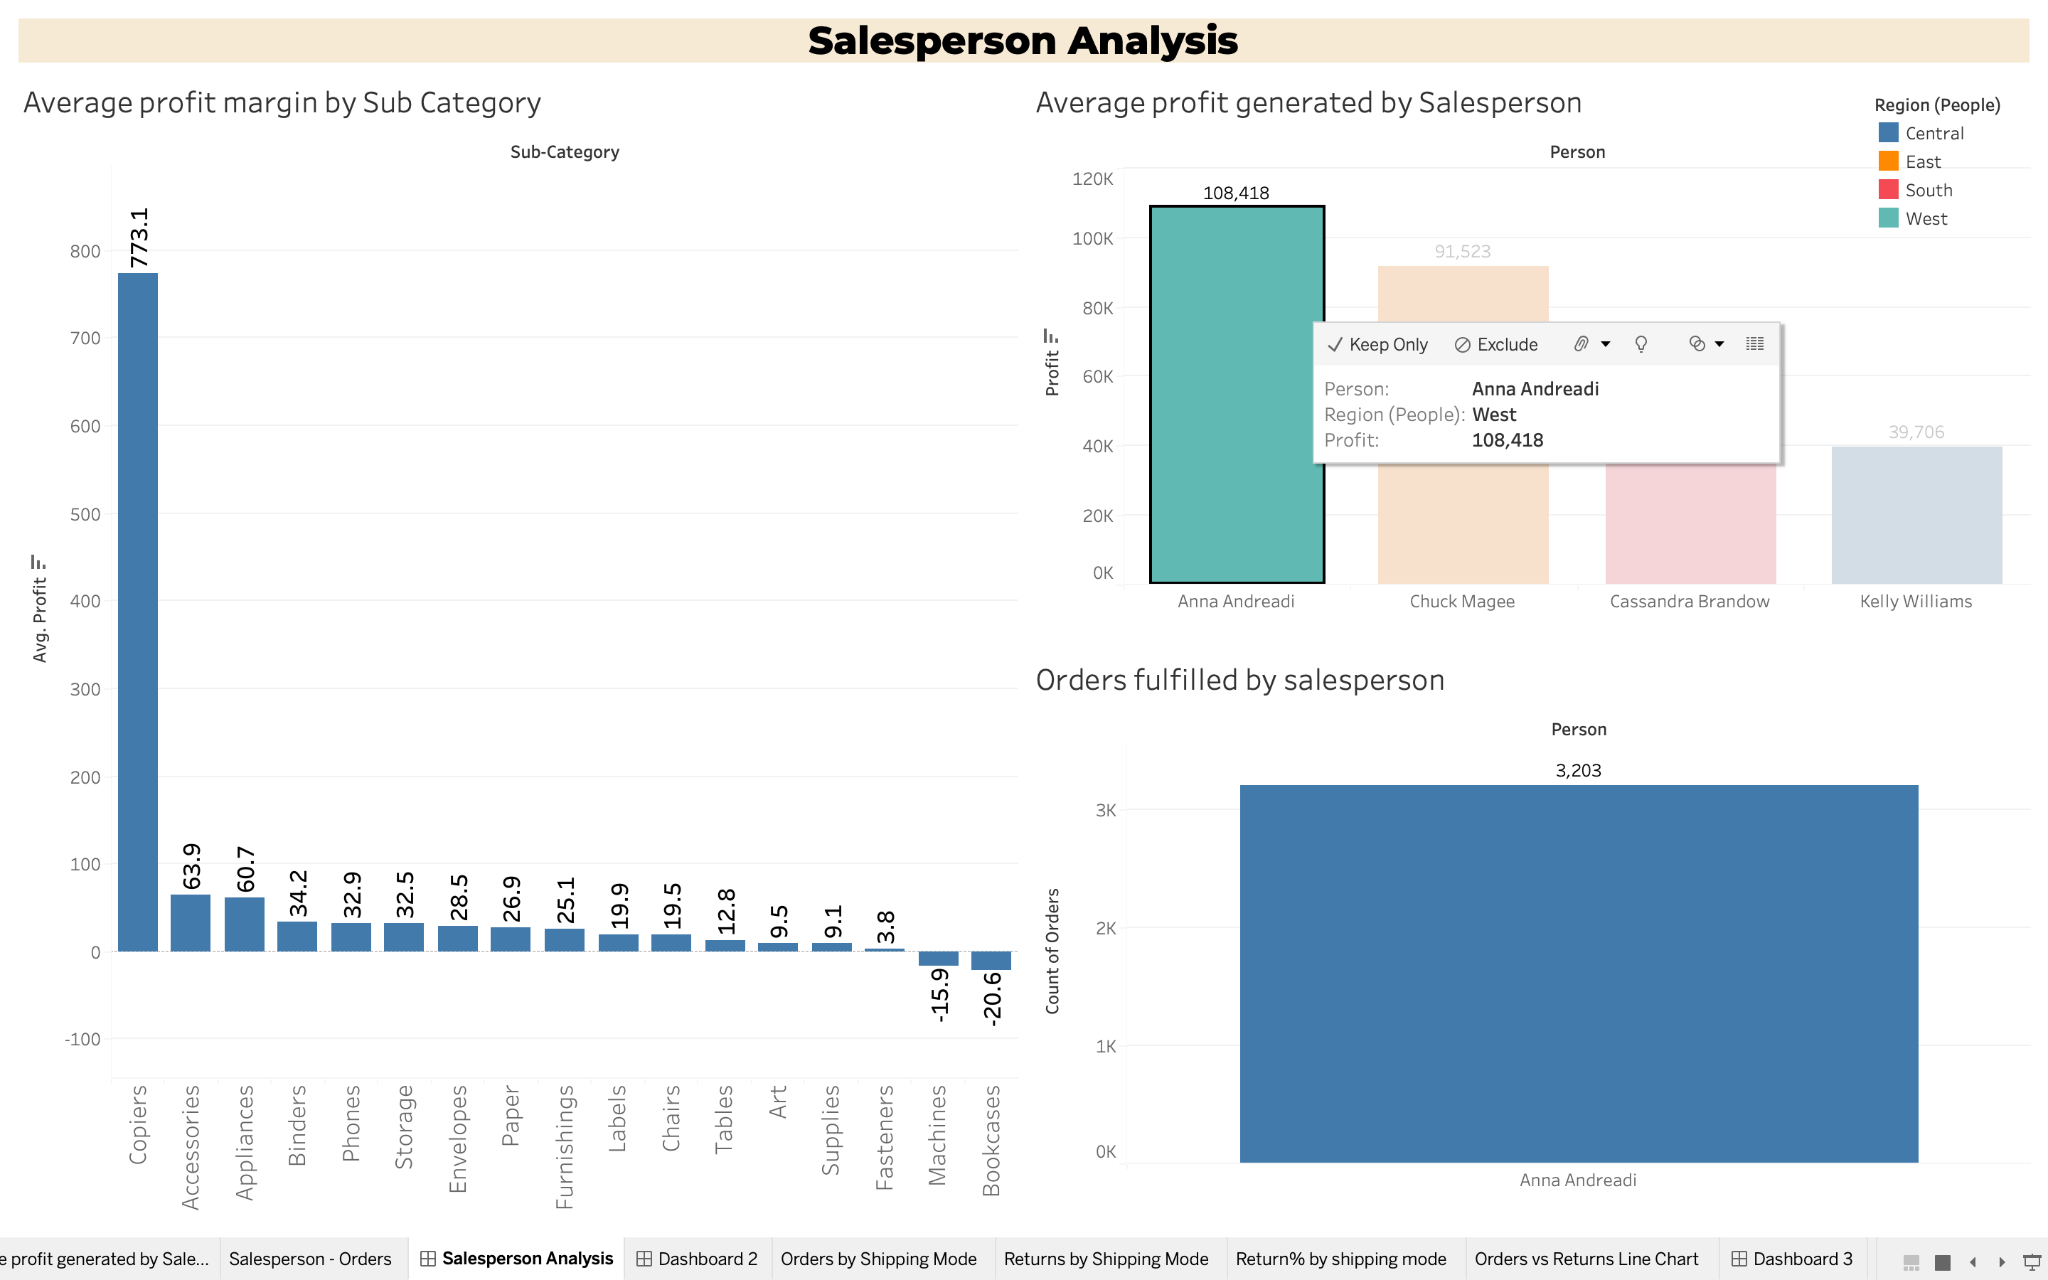 Salesperson Analysis
Average profit margin by Sub Category
Sub-Category
Avg. Profit
800
700
600
500
400
300
200
100
0
-100
773.1
63.9
60.7
34.2
32.9
32.5
28.5
26.9
25.1
19.9
19.5
12.8
9.5
9.1
3.8
-15.9
-20.6
Copiers
Accessories
Appliances
Binders
Phones
Storage
Envelopes
Paper
Furnishings
Labels
Chairs
Tables
Art
Supplies
Fasteners
Machines
Bookcases
Average profit generated by Salesperson
Region (People)
Central
East
South
West
Person
Profit
120K
100K
80K
60K
40K
20K
0K
108,418
91,523
39,706
Keep Only Exclude
Person: Anna Andreadi
Region (People): West
Profit: 108,418
Anna Andreadi
Chuck Magee
Cassandra Brandow
Kelly Williams
Orders fulfilled by salesperson
Person
Count of Orders
3K
2K
1K
0K
3,203
Anna Andreadi
e profit generated by Sale...
Salesperson - Orders
Salesperson Analysis
Dashboard 2
Orders by Shipping Mode
Returns by Shipping Mode
Return% by shipping mode
Orders vs Returns Line Chart
Dashboard 3